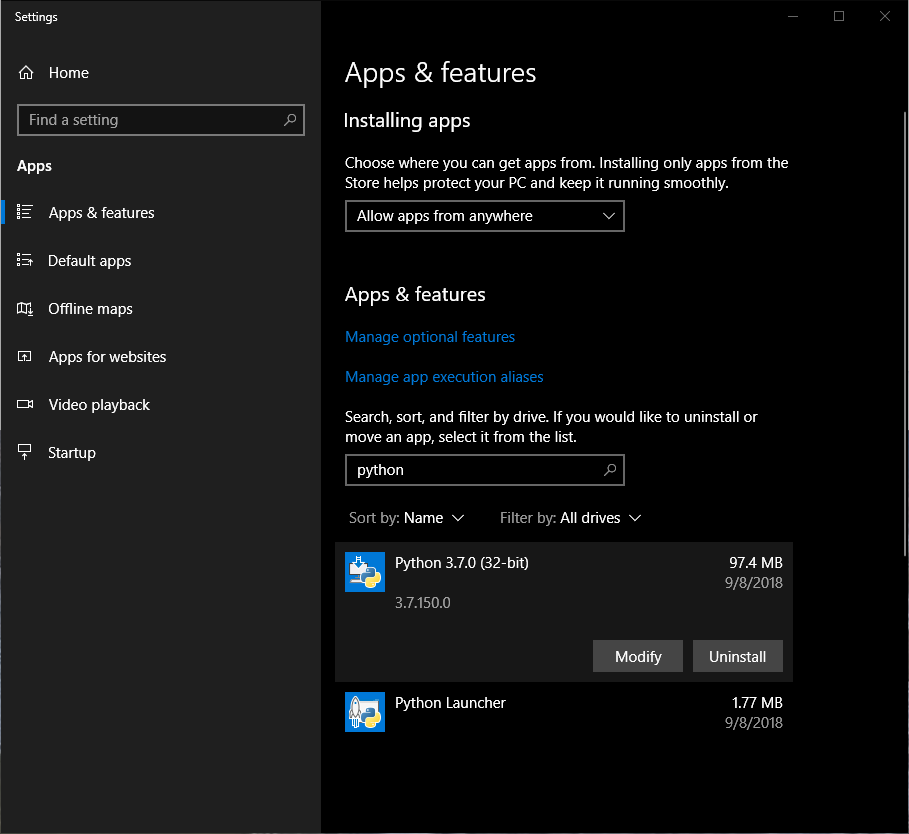 Settings
Home
Find a setting
Apps
Apps & features
Default apps
Offline maps
Apps for websites
Video playback
Startup
Apps & features
Installing apps
Choose where you can get apps from. Installing only apps from the
Store helps protect your PC and keep it running smoothly.
Allow apps from anywhere
Apps & features
Manage optional features
Manage app execution aliases
Search, sort, and filter by drive. If you would like to uninstall or
move an app, select it from the list.
python
Sort by: Name Filter by: All drives
Python 3.7.0 (32-bit) 97.4 MB
9/8/2018
3.7.150.0
Modify Uninstall
Python Launcher 1.77 MB
9/8/2018